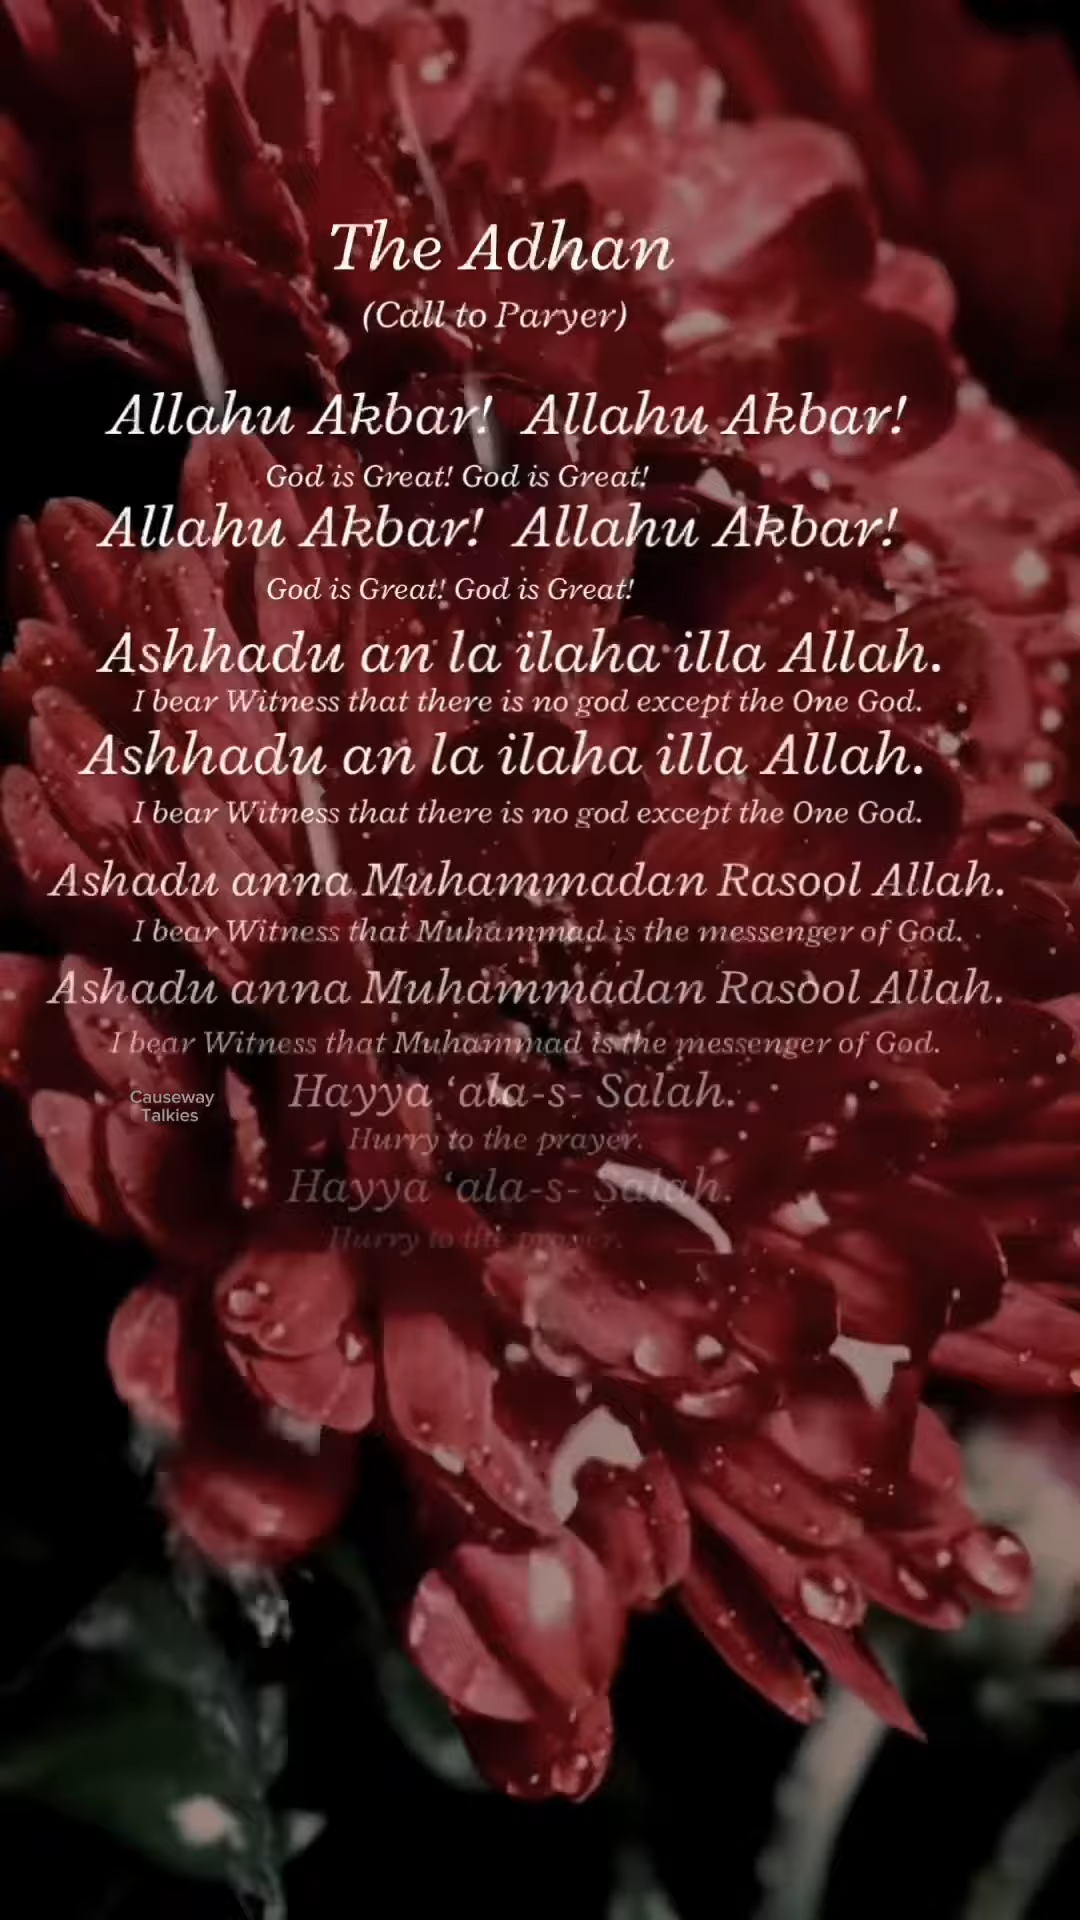 The Adhan
(Call to Paryer)
Allahu Akbar! Allahu Akbar!
God is Great! God is Great!
Allahu Akbar! Allahu Akbar!
God is Great! God is Great!
Ashhadu an la ilaha illa Allah.
I bear Witness that there is no god except the One God.
Ashhadu an la ilaha illa Allah.
I bear Witness that there is no god except the One God.
Ashadu anna Muhammadan Rasool Allah.
I bear Witness that Muhammad is the messenger of God.
Ashadu anna Muhammadan Rasool Allah.
I bear Witness that Muhammad is the messenger of God.
Hayya ‘ala-s- Salah.
Hurry to the prayer.
Hayya ‘ala-s- Salah.
Hurry to the prayer.
Causeway
Talkies